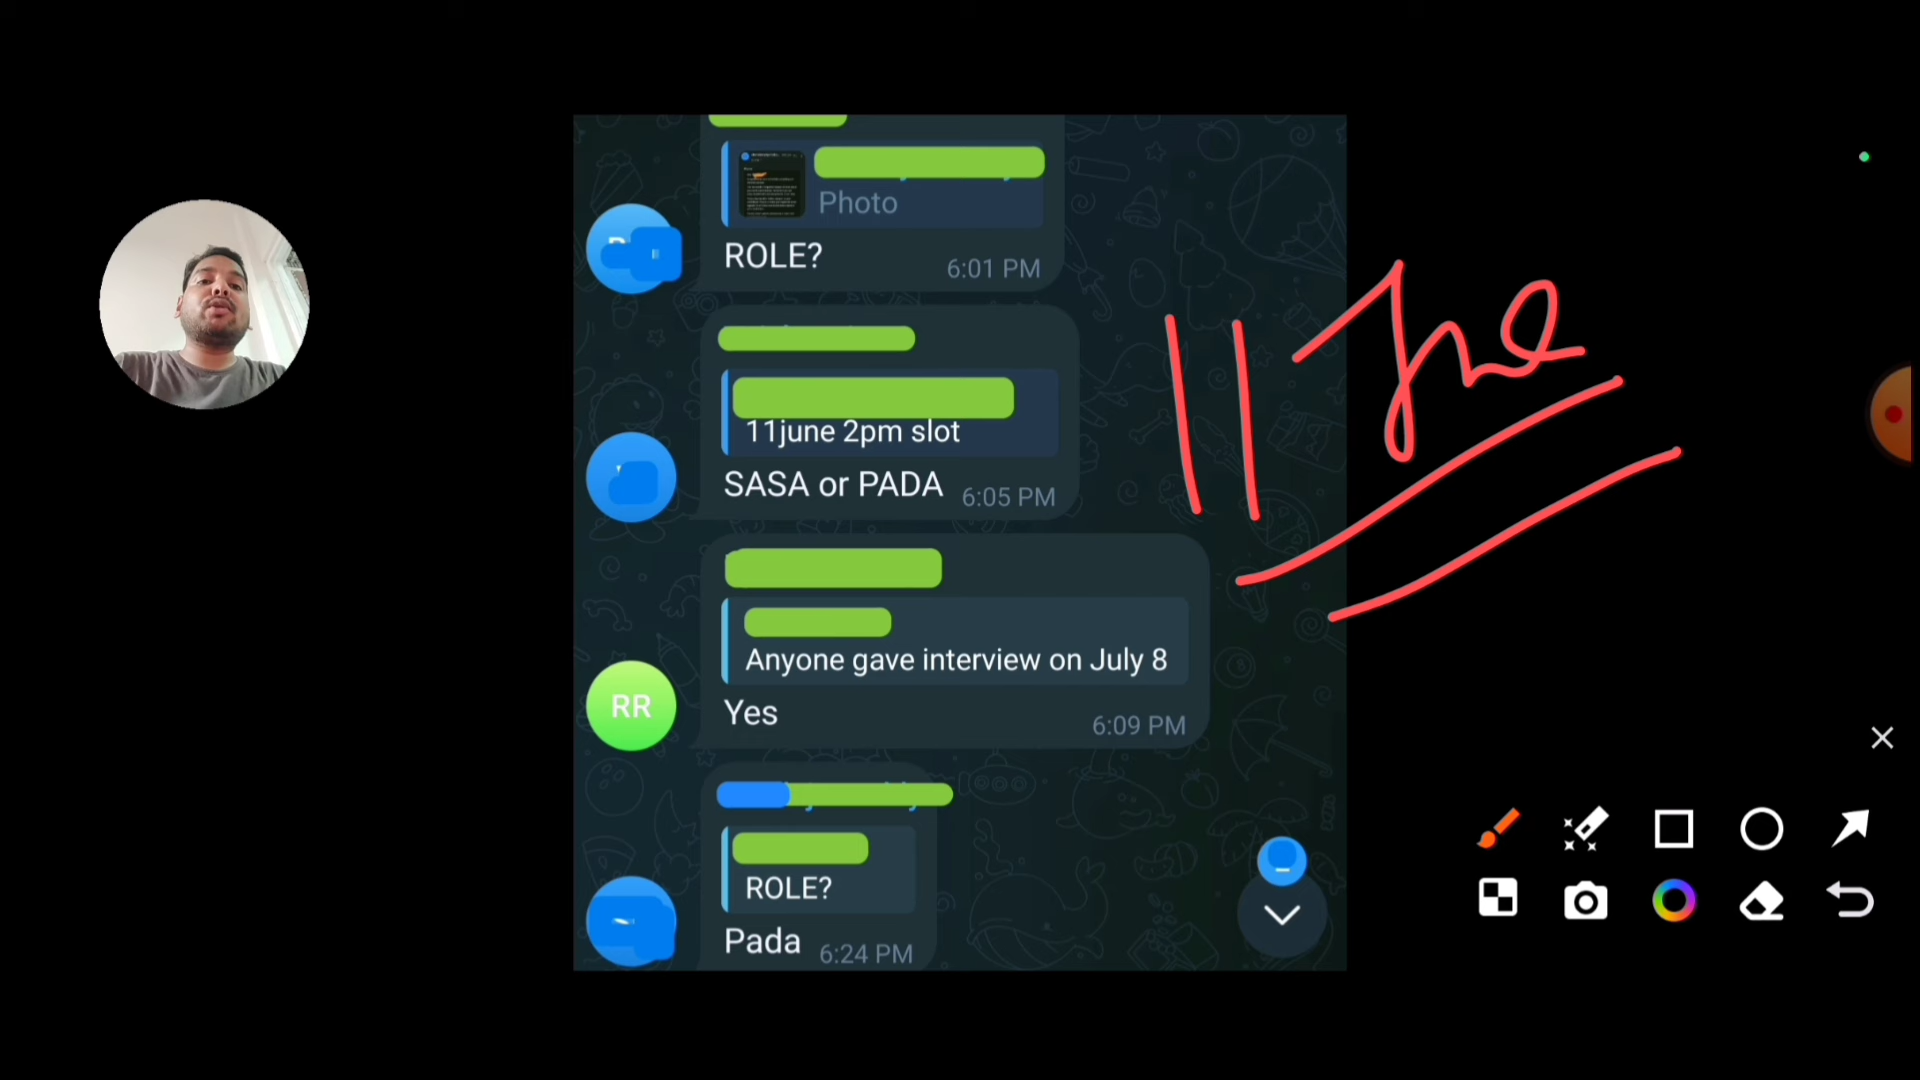 Photo
ROLE?
6:01 PM
11june 2pm slot
SASA or PADA
6:05 PM
11 June
Anyone gave interview on July 8
RR
Yes
6:09 PM
ROLE?
Pada
6:24 PM